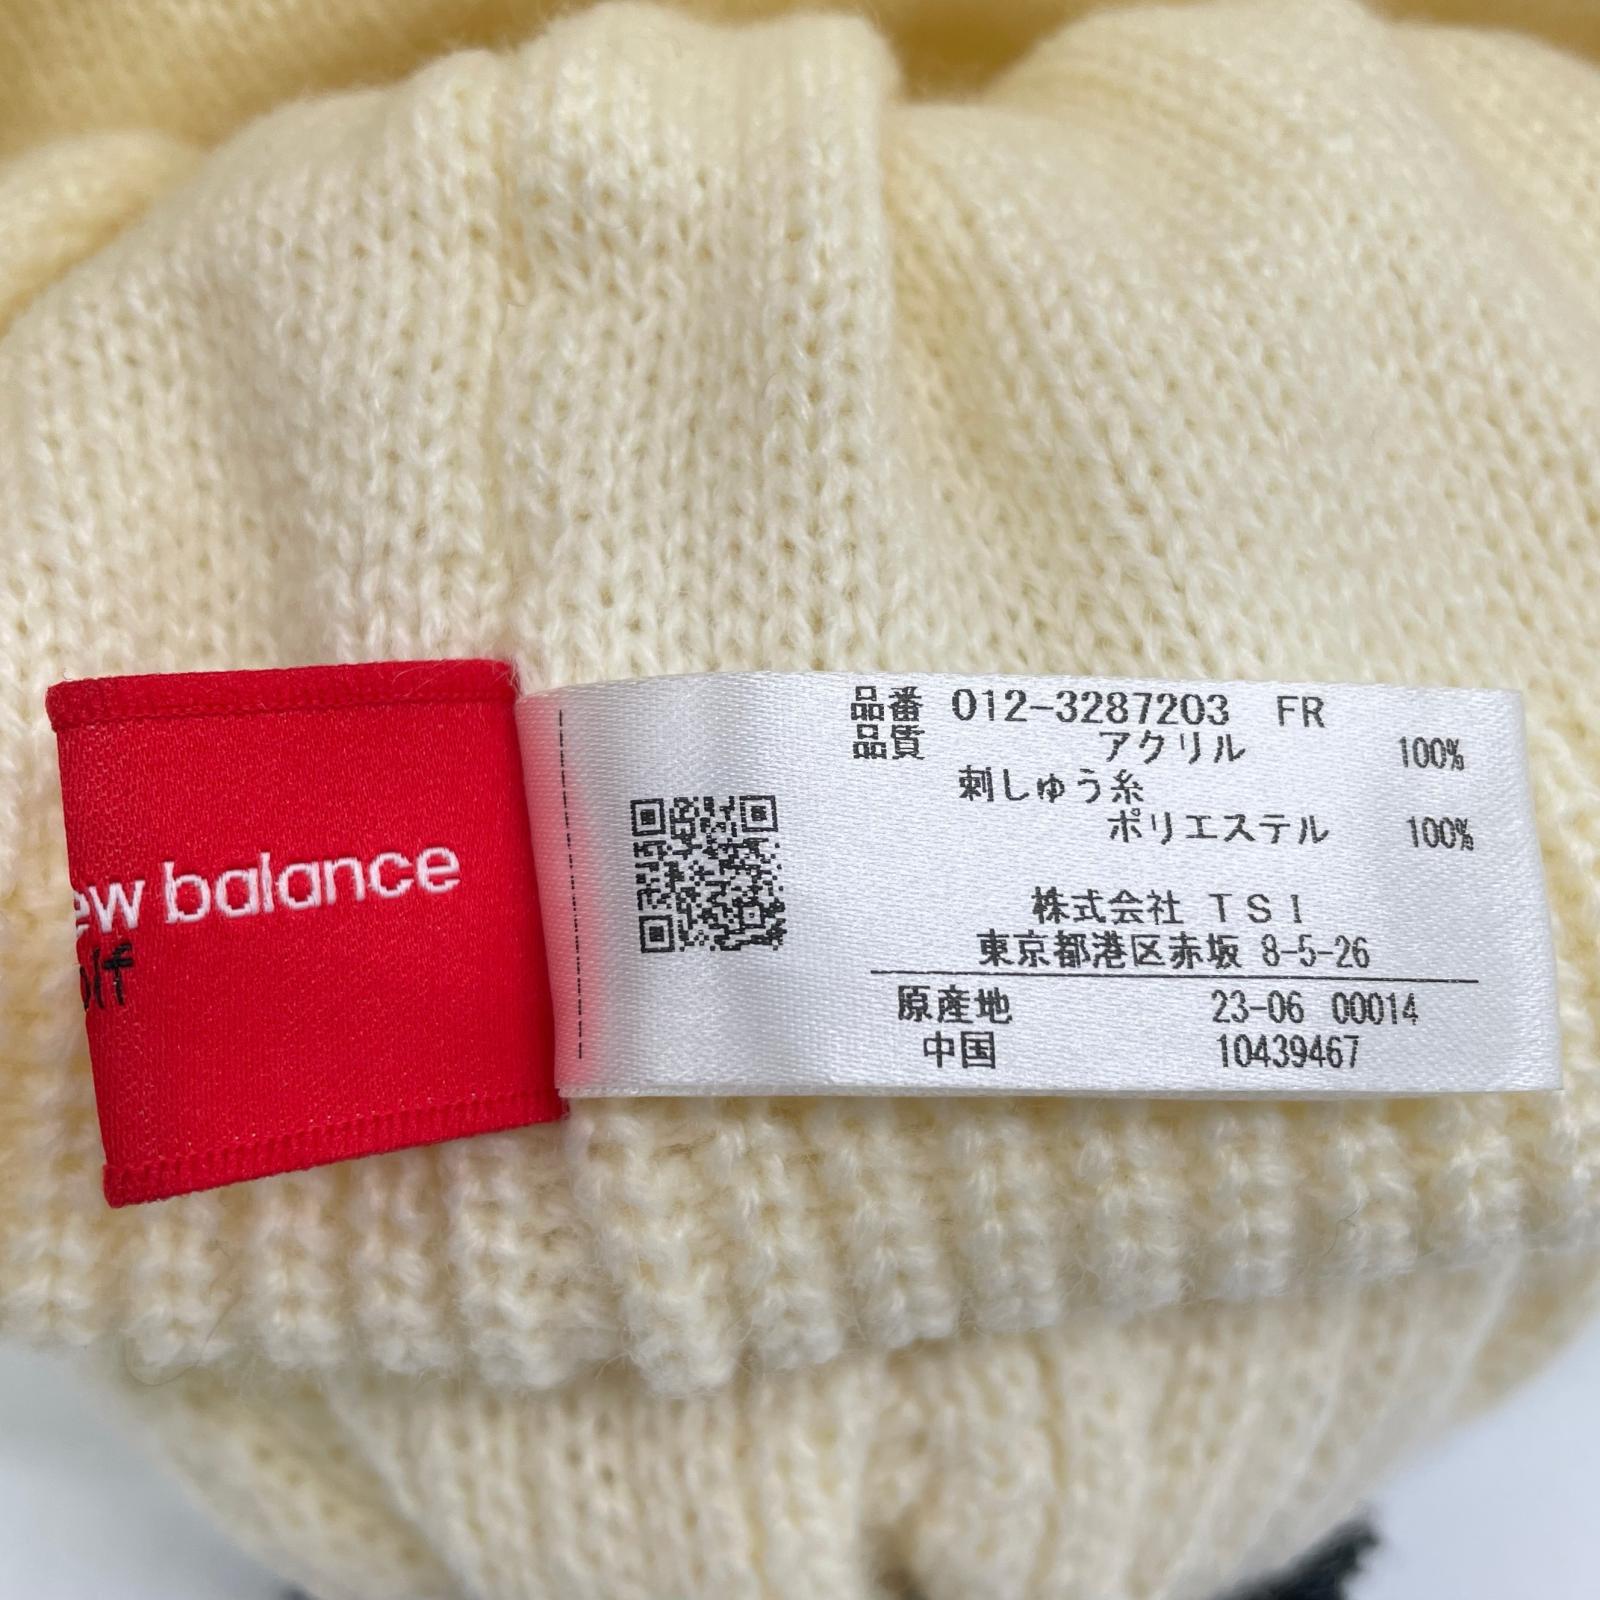 ew balance
olf
品番 012-3287203 FR
品質 アクリル 100%
刺しゅう糸
ポリエステル 100%
株式会社 TSI
東京都港区赤坂 8-5-26
原産地 23-06 00014
中国 10439467